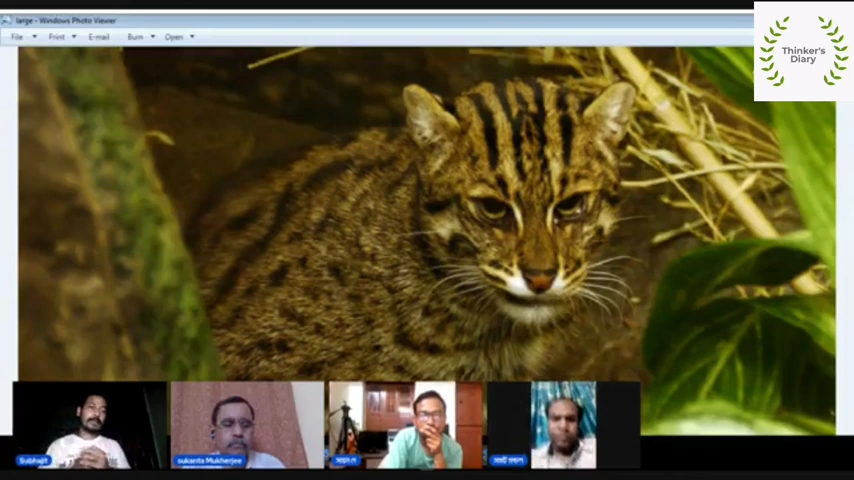 large - Windows Photo Viewer
File Print E-mail Burn Open
Thinker's
Diary
Subhajit
sukanta Mukherjee